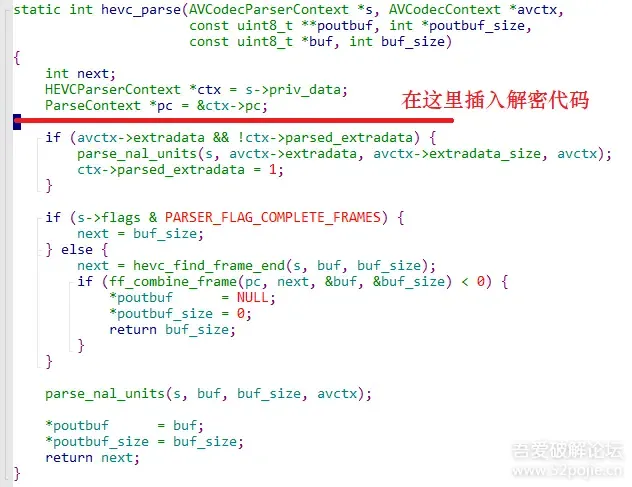 static int hevc_parse(AVCodecParserContext *s, AVCodecContext *avctx,
                      const uint8_t **poutbuf, int *poutbuf_size,
                      const uint8_t *buf, int buf_size)
{
    int next;
    HEVCParserContext *ctx = s->priv_data;
    ParseContext *pc = &ctx->pc;
在这里插入解密代码
    if (avctx->extradata && !ctx->parsed_extradata) {
        parse_nal_units(s, avctx->extradata, avctx->extradata_size, avctx);
        ctx->parsed_extradata = 1;
    }
    if (s->flags & PARSER_FLAG_COMPLETE_FRAMES) {
        next = buf_size;
    } else {
        next = hevc_find_frame_end(s, buf, buf_size);
        if (ff_combine_frame(pc, next, &buf, &buf_size) < 0) {
            *poutbuf      = NULL;
            *poutbuf_size = 0;
            return buf_size;
        }
    }
    parse_nal_units(s, buf, buf_size, avctx);
    *poutbuf      = buf;
    *poutbuf_size = buf_size;
    return next;
}
吾爱破解论坛
www.52pojie.cn